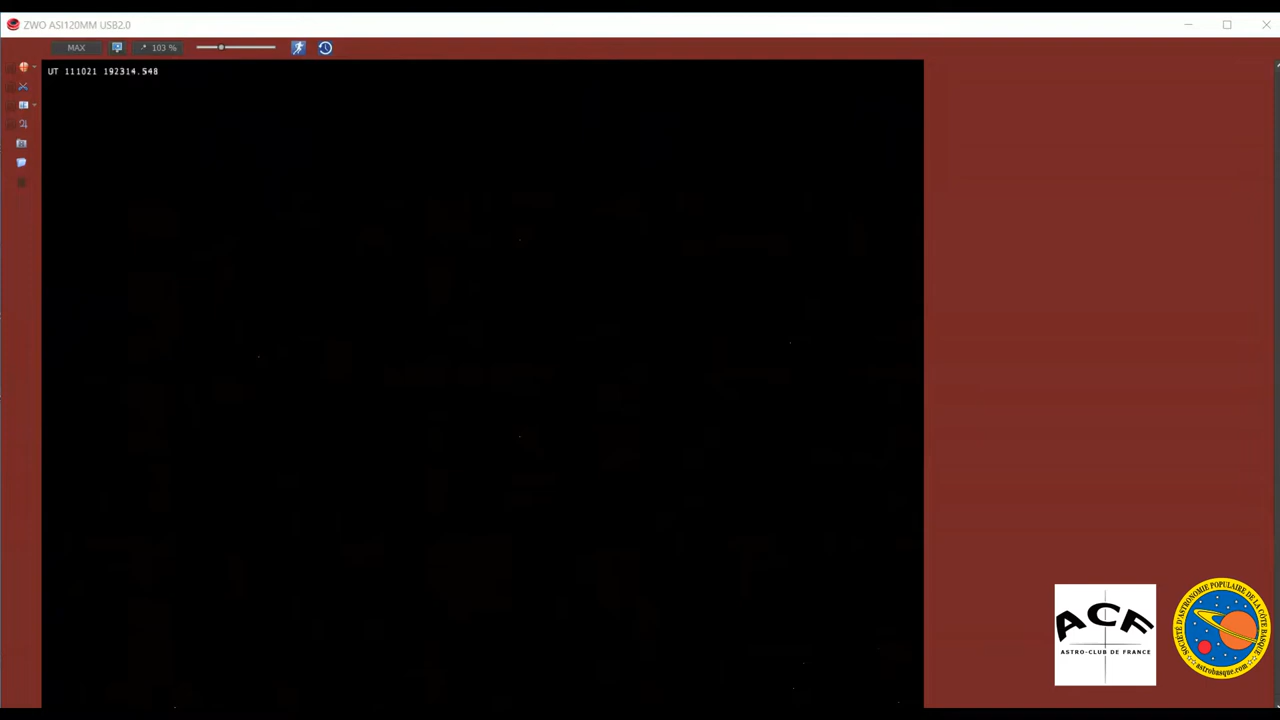 ZWO ASI120MM USB2.0
MAX
103 %
UT 111021 192314.548
ACF
ASTRO-CLUB DE FRANCE
SOCIÉTÉ D'ASTRONOMIE POPULAIRE DE LA CÔTE BASQUE
astrobasque.com